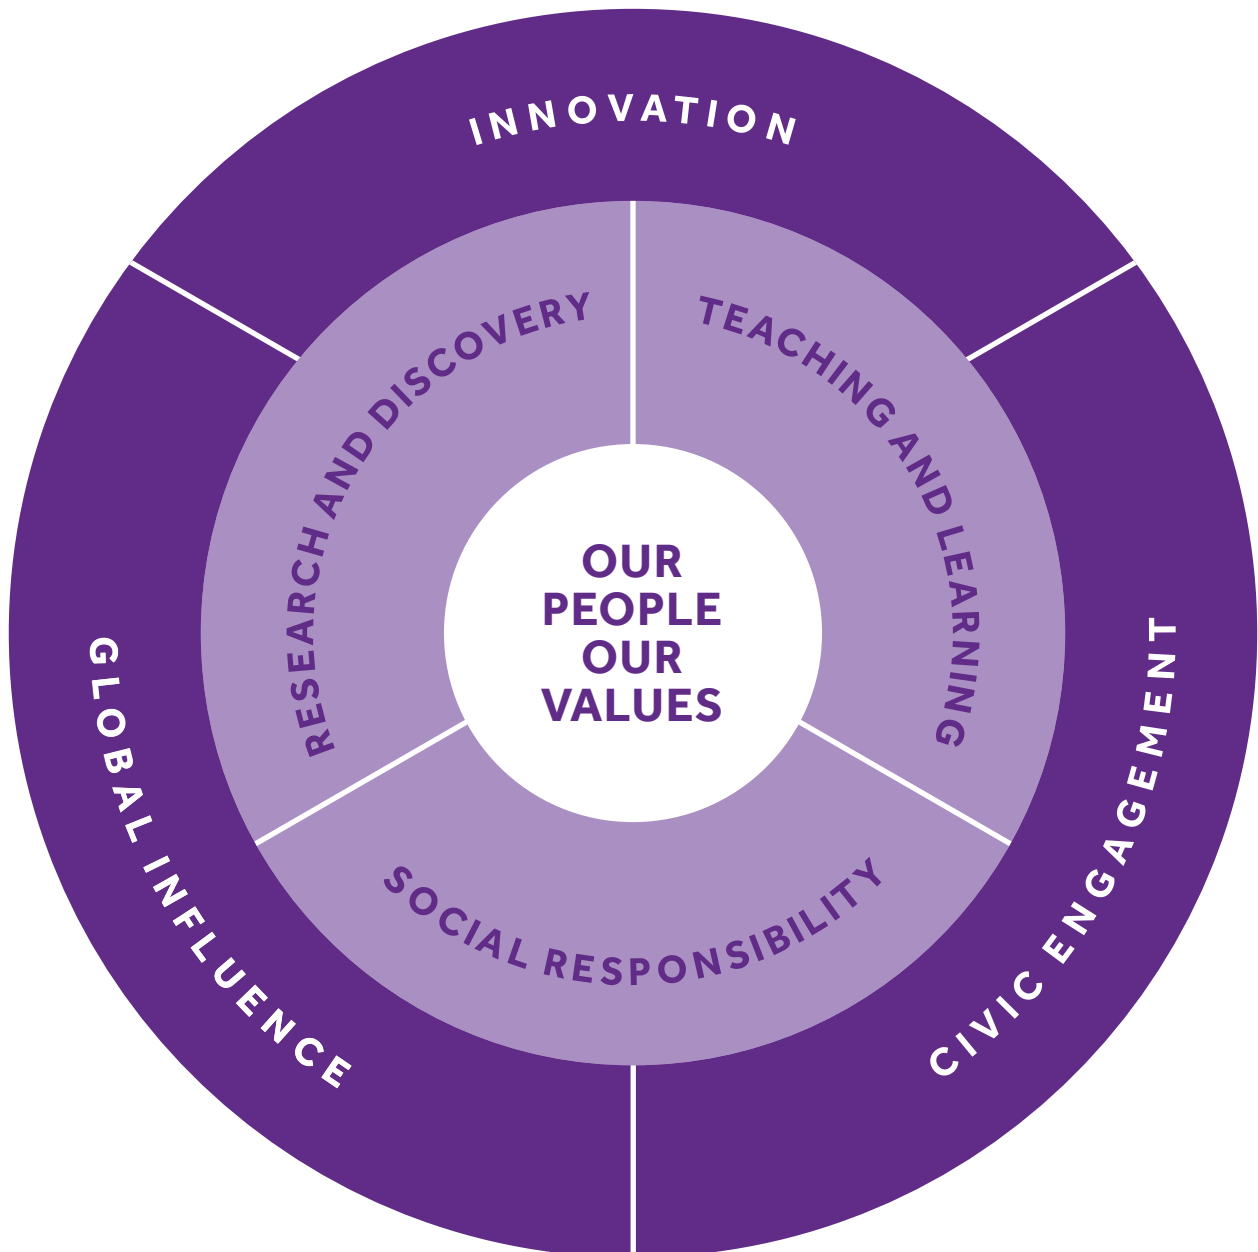 INNOVATION
RESEARCH AND DISCOVERY
TEACHING AND LEARNING
OUR
PEOPLE
OUR
VALUES
GLOBAL INFLUENCE
CIVIC ENGAGEMENT
SOCIAL RESPONSIBILITY